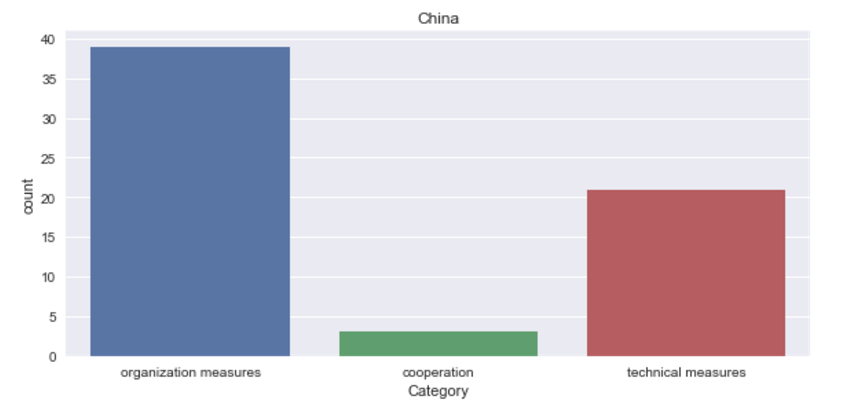 China
40
35
30
25
20
15
10
5
0
count
organization measures
cooperation
technical measures
Category